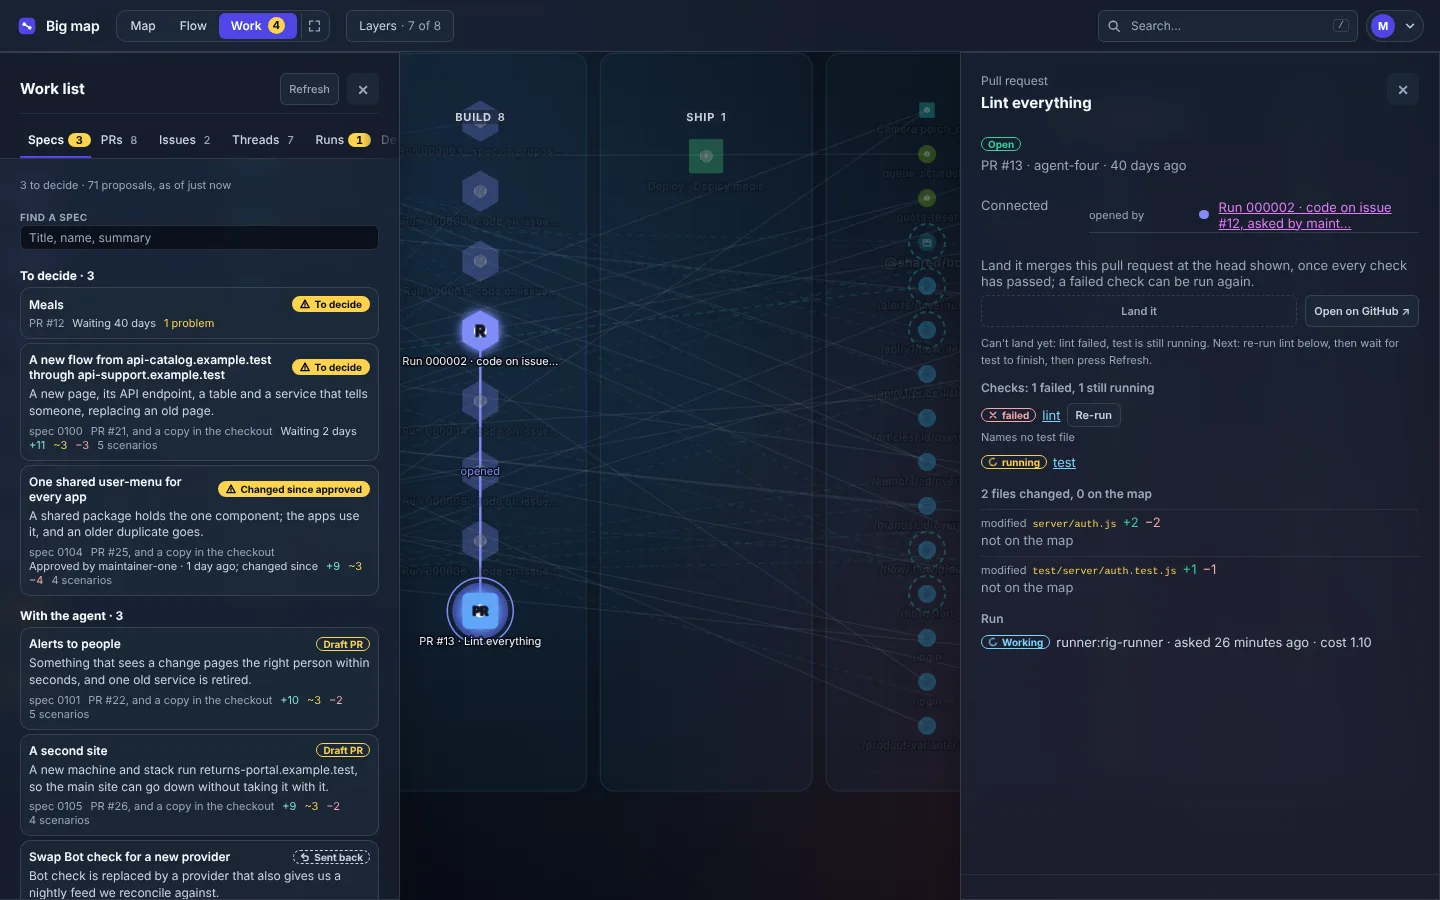 Big map
Map
Flow
Work 4
Layers · 7 of 8
Search...
/
M
Work list
Refresh
Specs 3
PRs 8
Issues 2
Threads 7
Runs 1
De
3 to decide · 71 proposals, as of just now
FIND A SPEC
Title, name, summary
To decide · 3
Meals
To decide
PR #12 Waiting 40 days 1 problem
A new flow from api-catalog.example.test
through api-support.example.test
To decide
A new page, its API endpoint, a table and a service that tells
someone, replacing an old page.
spec 0100 PR #21, and a copy in the checkout Waiting 2 days
+11 ~3 −3 5 scenarios
One shared user-menu for
every app
Changed since approved
A shared package holds the one component; the apps use
it, and an older duplicate goes.
spec 0104 PR #25, and a copy in the checkout
Approved by maintainer-one · 1 day ago; changed since +9 ~3
−4 4 scenarios
With the agent · 3
Alerts to people
Draft PR
Something that sees a change pages the right person within
seconds, and one old service is retired.
spec 0101 PR #22, and a copy in the checkout +10 ~3 −2
5 scenarios
A second site
Draft PR
A new machine and stack run returns-portal.example.test,
so the main site can go down without taking it with it.
spec 0105 PR #26, and a copy in the checkout +9 ~3 −2
4 scenarios
Swap Bot check for a new provider
Sent back
Bot check is replaced by a provider that also gives us a
nightly feed we reconcile against.
BUILD 8
R
Run 000002 · code on issue...
opened
PR
PR #13 · Lint everything
SHIP 1
Deploy · Deploy media
Pull request
Lint everything
Open
PR #13 · agent-four · 40 days ago
Connected
opened by
Run 000002 · code on issue
#12, asked by maint...
Land it merges this pull request at the head shown, once every check
has passed; a failed check can be run again.
Land it
Open on GitHub ↗
Can't land yet: lint failed, test is still running. Next: re-run lint below, then wait for
test to finish, then press Refresh.
Checks: 1 failed, 1 still running
failed lint Re-run
Names no test file
running test
2 files changed, 0 on the map
modified server/auth.js +2 −2
not on the map
modified test/server/auth.test.js +1 −1
not on the map
Run
Working runner:rig-runner · asked 26 minutes ago · cost 1.10